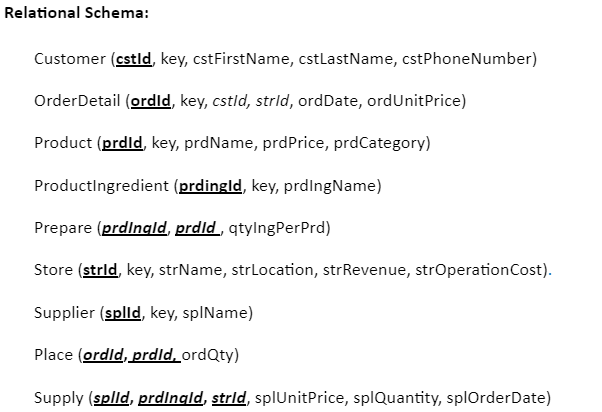 Relational Schema:
Customer (cstId, key, cstFirstName, cstLastName, cstPhoneNumber)
OrderDetail (ordId, key, cstId, strId, ordDate, ordUnitPrice)
Product (prdId, key, prdName, prdPrice, prdCategory)
ProductIngredient (prdingId, key, prdIngName)
Prepare (prdIngId, prdId , qtyIngPerPrd)
Store (strId, key, strName, strLocation, strRevenue, strOperationCost).
Supplier (splId, key, splName)
Place (ordId, prdId, ordQty)
Supply (splId, prdIngId, strId, splUnitPrice, splQuantity, splOrderDate)